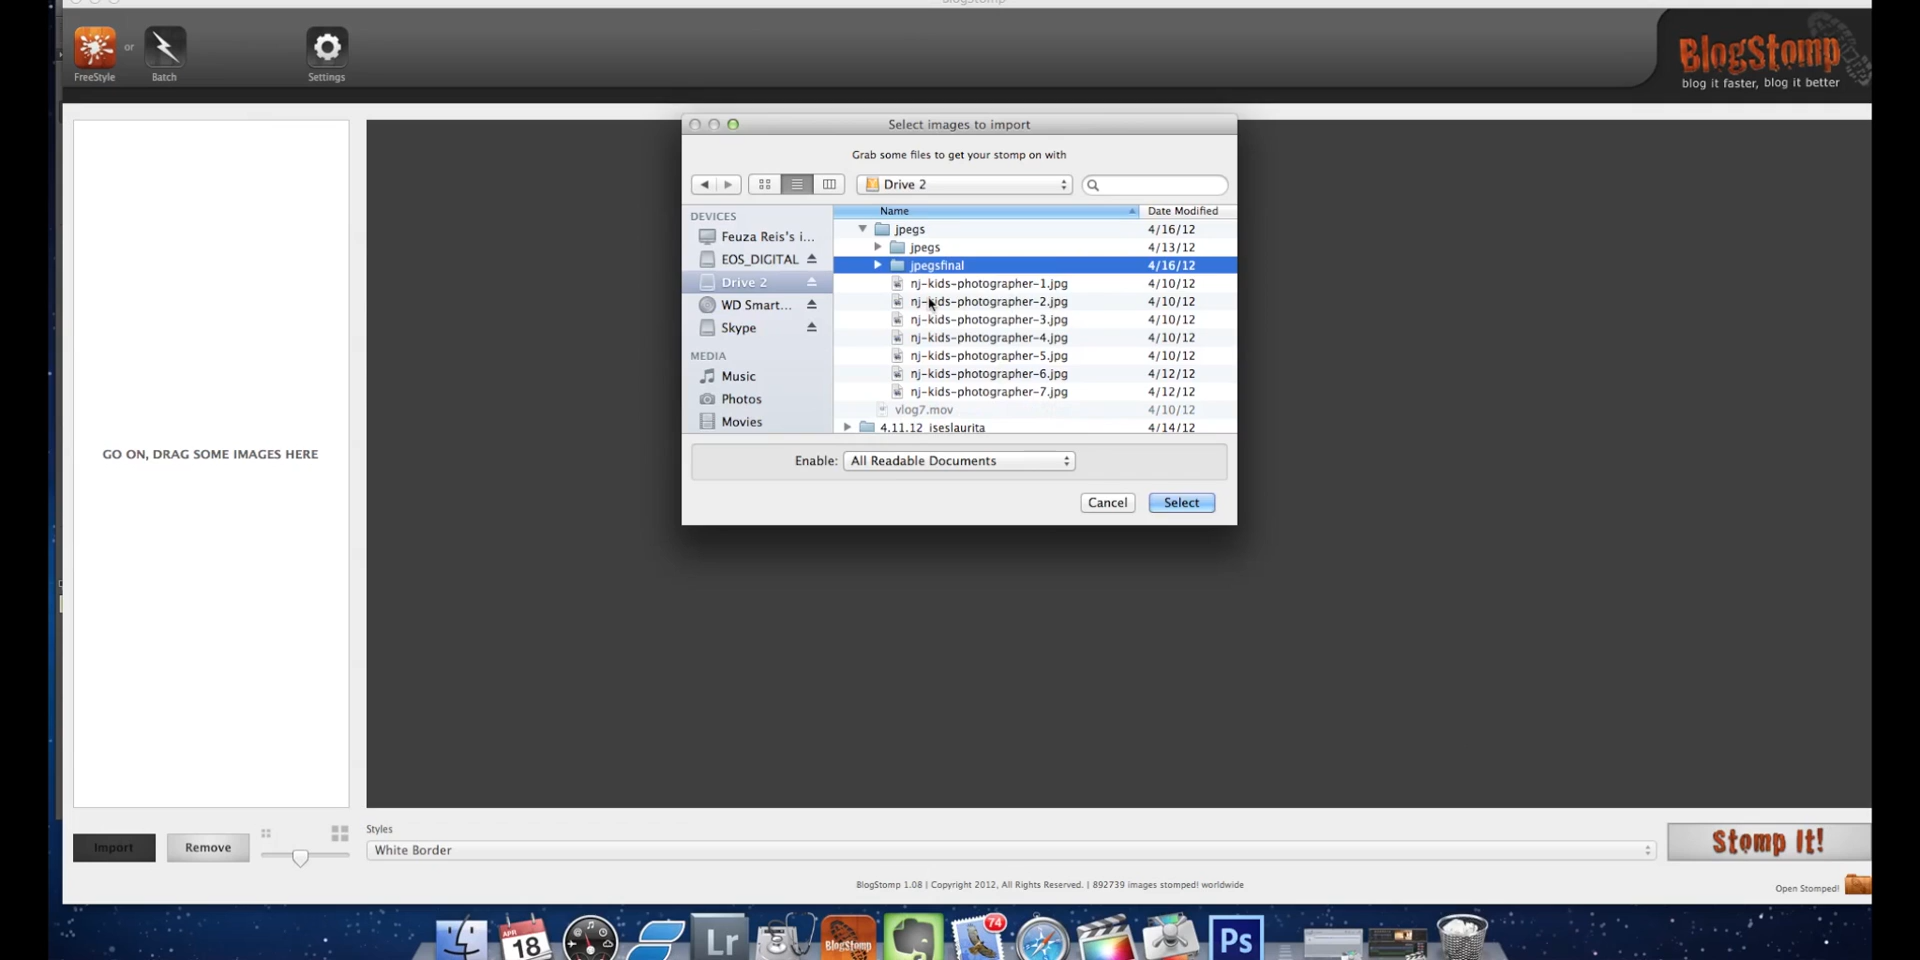 BlogStomp
FreeStyle
or
Batch
Settings
BlogStomp
blog it faster, blog it better
Select images to import
Grab some files to get your stomp on with
Drive 2
Name
Date Modified
DEVICES
Feuza Reis's i...
EOS_DIGITAL
Drive 2
WD Smart...
Skype
MEDIA
Music
Photos
Movies
jpegs 4/16/12
jpegs 4/13/12
jpegsfinal 4/16/12
nj-kids-photographer-1.jpg 4/10/12
nj-kids-photographer-2.jpg 4/10/12
nj-kids-photographer-3.jpg 4/10/12
nj-kids-photographer-4.jpg 4/10/12
nj-kids-photographer-5.jpg 4/10/12
nj-kids-photographer-6.jpg 4/12/12
nj-kids-photographer-7.jpg 4/12/12
vlog7.mov 4/10/12
4.11.12_iseslaurita 4/14/12
Enable: All Readable Documents
Cancel
Select
GO ON, DRAG SOME IMAGES HERE
Import
Remove
Styles
White Border
Stomp It!
BlogStomp 1.08 | Copyright 2012, All Rights Reserved. | 892739 images stomped! worldwide
Open Stomped!
APR
18
Lr
BlogStomp
74
Ps